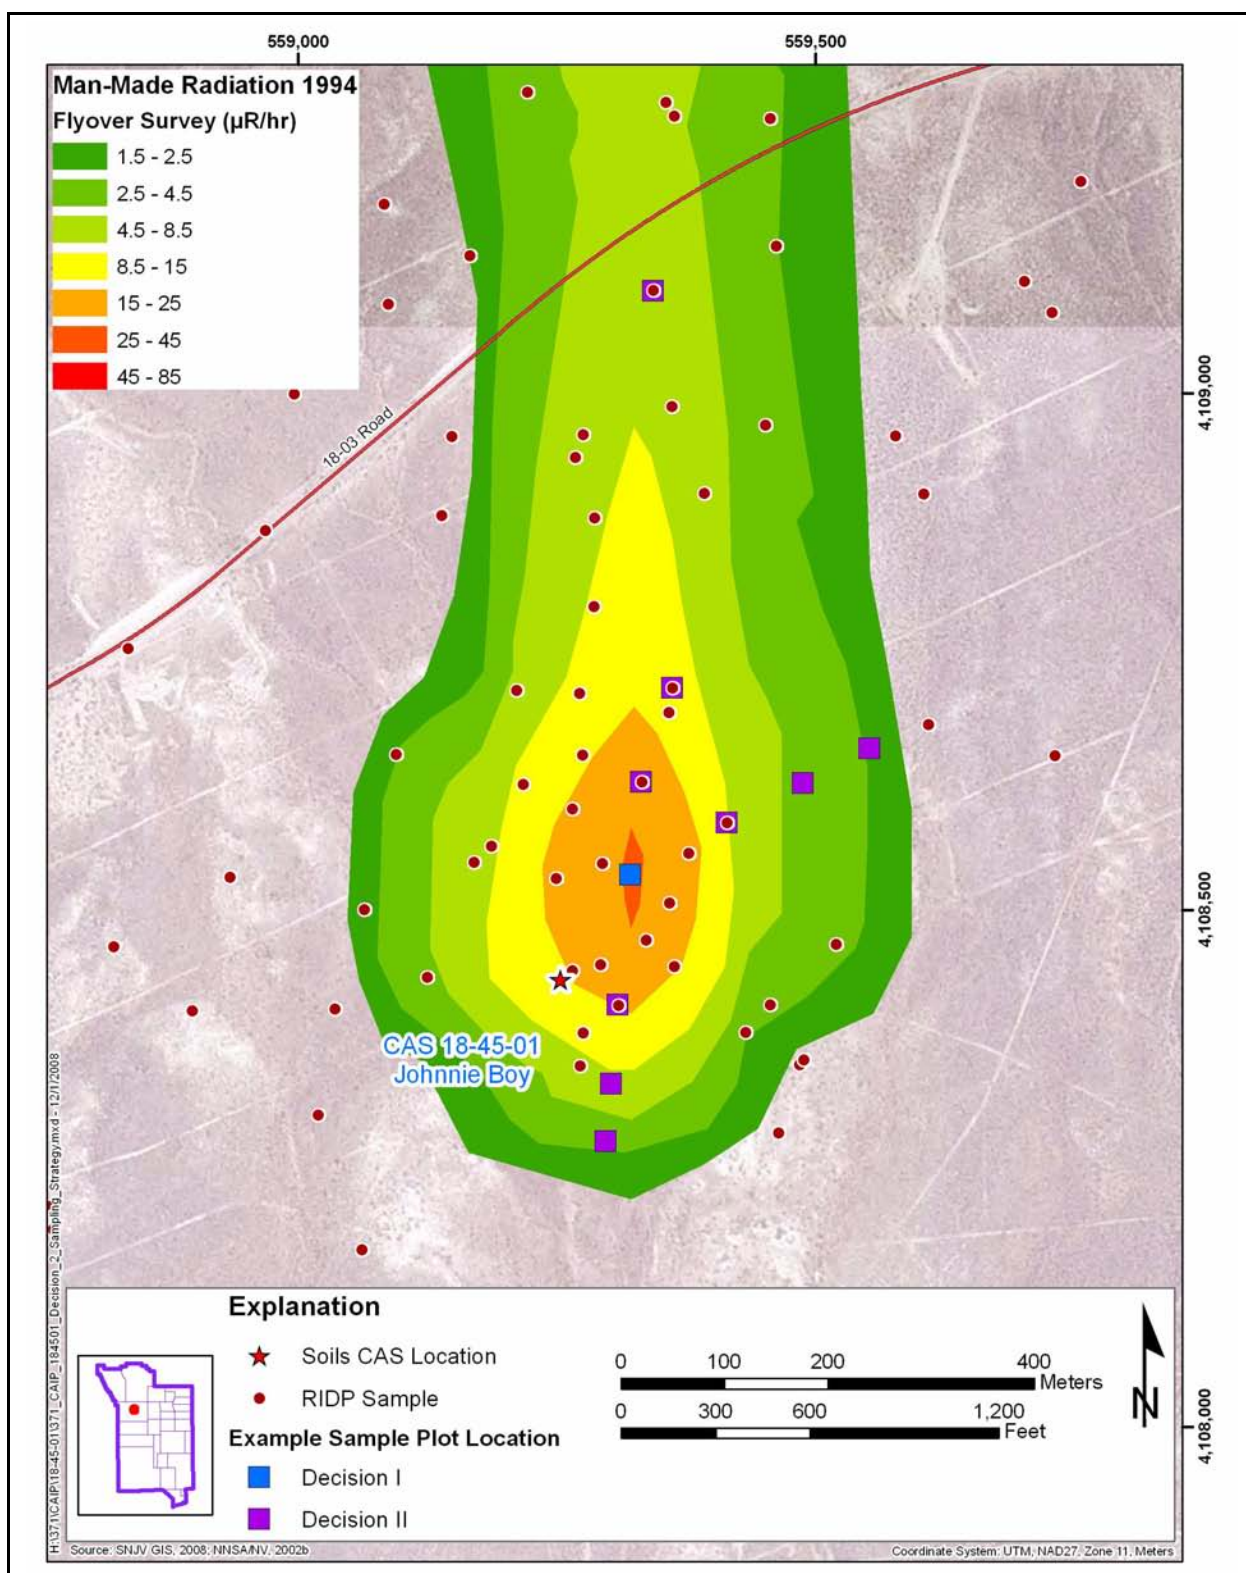 559,000
559,500
Man-Made Radiation 1994
Flyover Survey (µR/hr)
1.5 - 2.5
2.5 - 4.5
4.5 - 8.5
8.5 - 15
15 - 25
25 - 45
45 - 85
4,109,000
18-03 Road
4,108,500
CAS 18-45-01
Johnnie Boy
H:\371\CAIP\18-45-01\371_CAIP_184501_Decision_2_Sampling_Strategy.mxd - 12/1/2008
Explanation
Soils CAS Location
RIDP Sample
Example Sample Plot Location
Decision I
Decision II
0 100 200 400
Meters
0 300 600 1,200
Feet
N
4,108,000
Source: SNJV GIS, 2008; NNSA/NV, 2002b
Coordinate System: UTM, NAD27, Zone 11, Meters